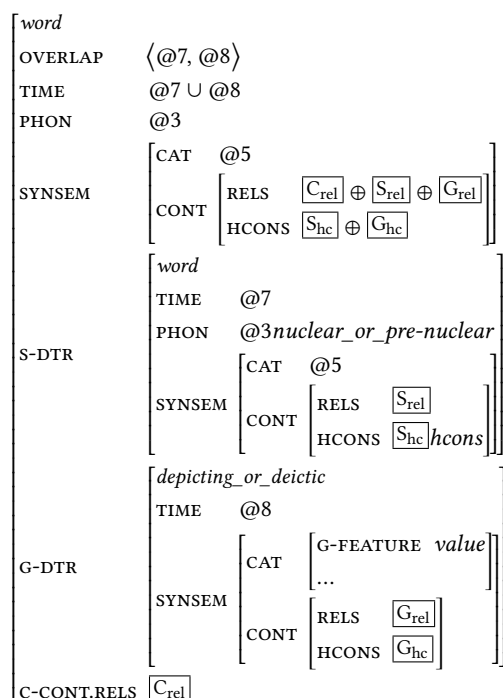 word
OVERLAP ⟨@7, @8⟩
TIME @7 ∪ @8
PHON @3
CAT @5
SYNSEM
RELS C_rel ⊕ S_rel ⊕ G_rel
CONT
HCONS S_hc ⊕ G_hc
word
TIME @7
PHON @3nuclear_or_pre-nuclear
S-DTR
CAT @5
SYNSEM
RELS S_rel
CONT
HCONS S_hc hcons
depicting_or_deictic
TIME @8
G-FEATURE value
CAT
...
G-DTR
SYNSEM
RELS G_rel
CONT
HCONS G_hc
C-CONT.RELS C_rel